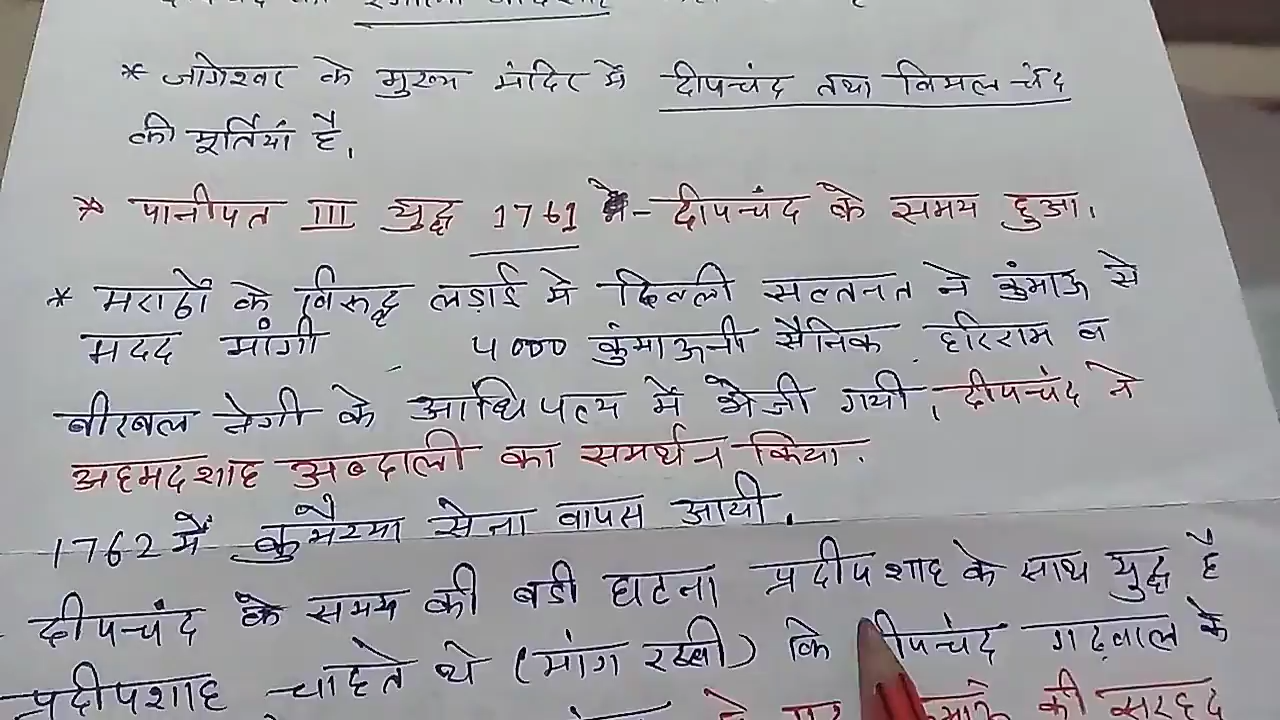 * जागेश्वर के मुख्य मंदिर में दीपचंद तथा विमलचंद
की मूर्तियां है।
* पानीपत III युद्ध 1761 - दीपचंद के समय हुआ।
* मराठों के विरुद्ध लड़ाई मे दिल्ली सल्तनत ने कुंमाऊ से
मदद मांगी 4000 कुंमाऊनी सैनिक हरिराम व
बीरबल नेगी के आधिपत्य में भेजी गयी, दीपचंद ने
अहमदशाह अब्दाली का समर्थन किया.
1762 में कुमैय्या सेना वापस आयी,
दीपचंद के समय की बडी घटना प्रदीपशाह के साथ युद्ध है
प्रदीपशाह चाहते थे (मांग रखी) कि दीपचंद गढ़वाल के
की सरहद